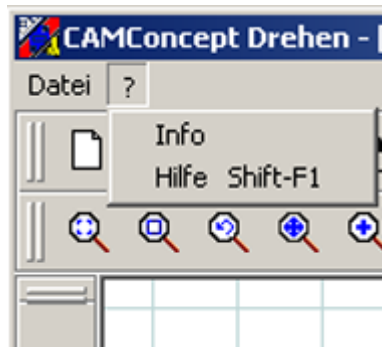 CAMConcept Drehen - [
Datei ?
Info
Hilfe Shift-F1